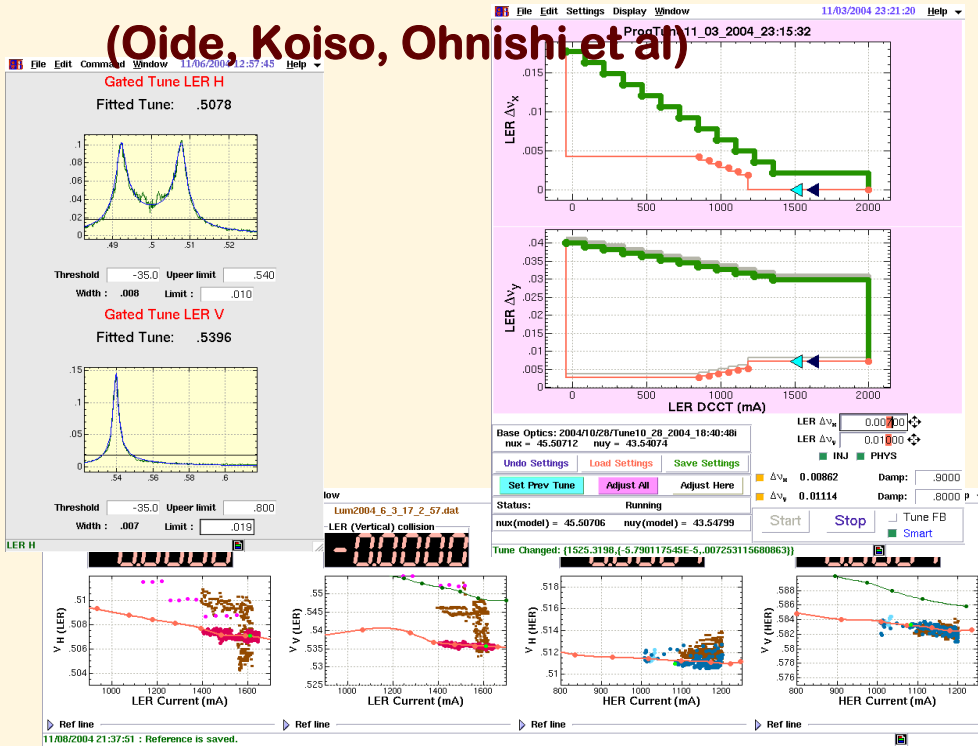 (Oide, Koiso, Ohnishi et al)
File Edit Command Window 11/06/2004 12:57:45 Help
Gated Tune LER H
Fitted Tune: .5078
.1
.08
.06
.04
.02
0
.49 .5 .51 .52
Threshold -35.0 Upeer limit .540
Width : .008 Limit : .010
Gated Tune LER V
Fitted Tune: .5396
.15
.1
.05
0
.54 .56 .58 .6
Threshold -35.0 Upeer limit .800
Width : .007 Limit : .019
LER H
File Edit Settings Display Window 11/03/2004 23:21:20 Help
ProgTune11_03_2004_23:15:32
LER Δνx
.015
.01
.005
0
0 500 1000 1500 2000
LER Δνy
.04
.035
.03
.025
.02
.015
.01
.005
0 500 1000 1500 2000
LER DCCT (mA)
Base Optics: 2004/10/28/Tune10_28_2004_18:40:48i
nux = 45.50712 nuy = 43.54074
Undo Settings Load Settings Save Settings
Set Prev Tune Adjust All Adjust Here
Status: Running
nux(model) = 45.50706 nuy(model) = 43.54799
LER Δνx 0.00700
LER Δνy 0.01000
INJ PHYS
Δνx 0.00862 Damp: .9000
Δνy 0.01114 Damp: .8000
Start Stop Tune FB
Smart
Tune Changed: {1525.3198,{-5.790117545E-5,.007253115680863}}
low
Lum2004_6_3_17_2_57.dat
LER (Vertical) collision
-0.0000
ν H (LER)
.51
.508
.506
.504
1000 1200 1400 1600
LER Current (mA)
ν V (LER)
.55
.545
.54
.535
.53
.525
1000 1200 1400 1600
LER Current (mA)
ν H (HER)
.518
.516
.514
.512
.51
800 900 1000 1100 1200
HER Current (mA)
ν V (HER)
.588
.586
.584
.582
.58
.578
.576
800 900 1000 1100 1200
HER Current (mA)
Ref line Ref line Ref line Ref line
11/08/2004 21:37:51 : Reference is saved.